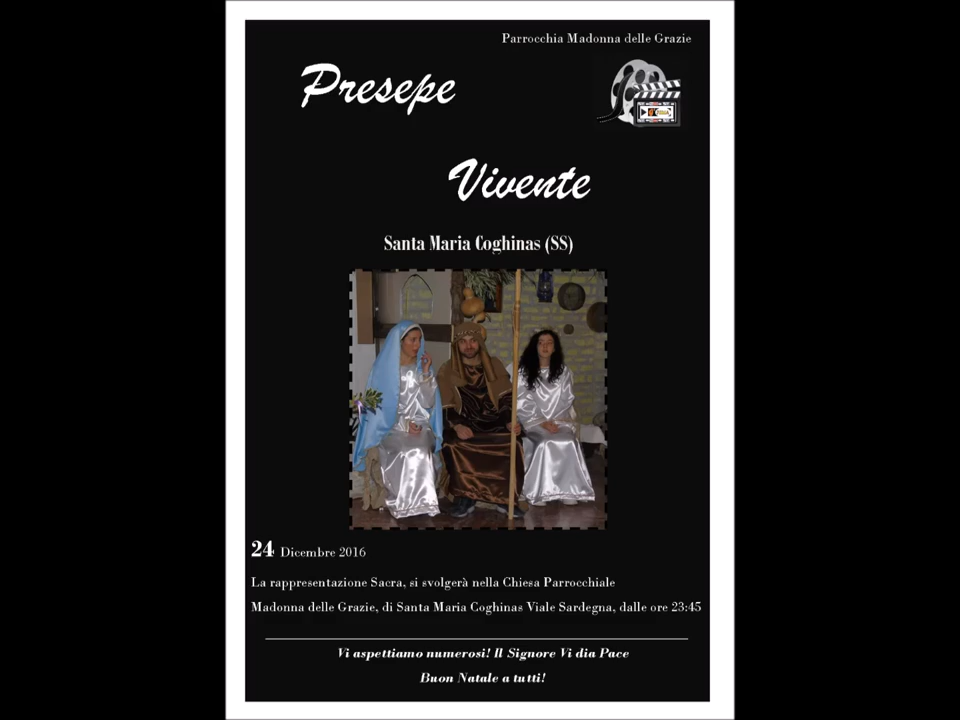 Parrocchia Madonna delle Grazie
Presepe
Vivente
Santa Maria Coghinas (SS)
24 Dicembre 2016
La rappresentazione Sacra, si svolgerà nella Chiesa Parrocchiale
Madonna delle Grazie, di Santa Maria Coghinas Viale Sardegna, dalle ore 23:45
Vi aspettiamo numerosi! Il Signore Vi dia Pace
Buon Natale a tutti!